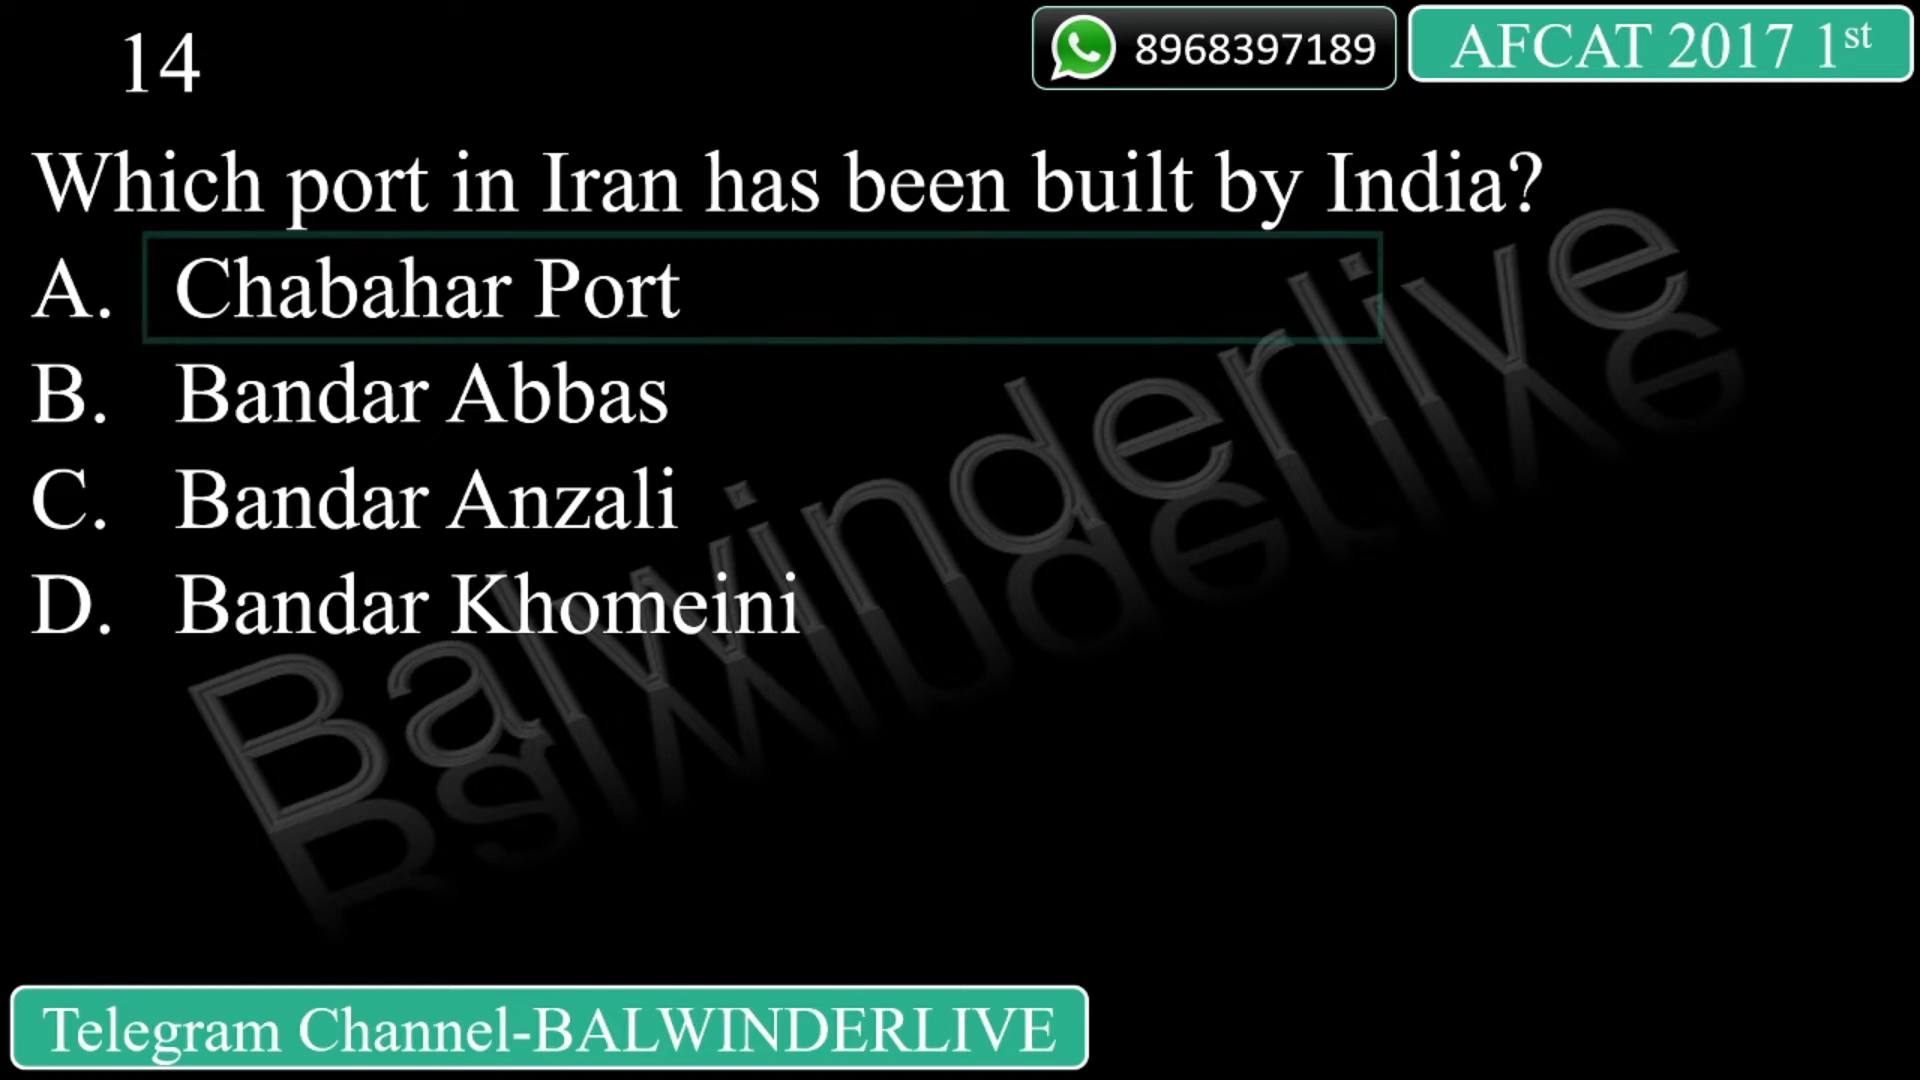 14
8968397189
AFCAT 2017 1st
Which port in Iran has been built by India?
A. Chabahar Port
B. Bandar Abbas
C. Bandar Anzali
D. Bandar Khomeini
Balwinderlive
Telegram Channel-BALWINDERLIVE